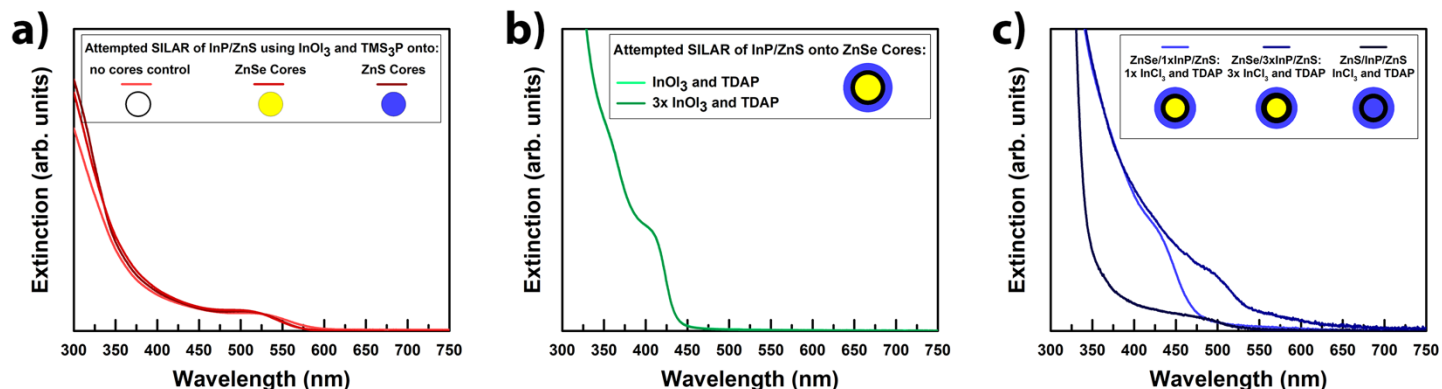 a)
Attempted SILAR of InP/ZnS using InOl₃ and TMS₃P onto:
no cores control ZnSe Cores ZnS Cores
Extinction (arb. units)
300 350 400 450 500 550 600 650 700 750
Wavelength (nm)
b)
Attempted SILAR of InP/ZnS onto ZnSe Cores:
InOl₃ and TDAP
3x InOl₃ and TDAP
Extinction (arb. units)
300 350 400 450 500 550 600 650 700 750
Wavelength (nm)
c)
ZnSe/1xInP/ZnS: ZnSe/3xInP/ZnS: ZnS/InP/ZnS
1x InCl₃ and TDAP 3x InCl₃ and TDAP InCl₃ and TDAP
Extinction (arb. units)
300 350 400 450 500 550 600 650 700 750
Wavelength (nm)